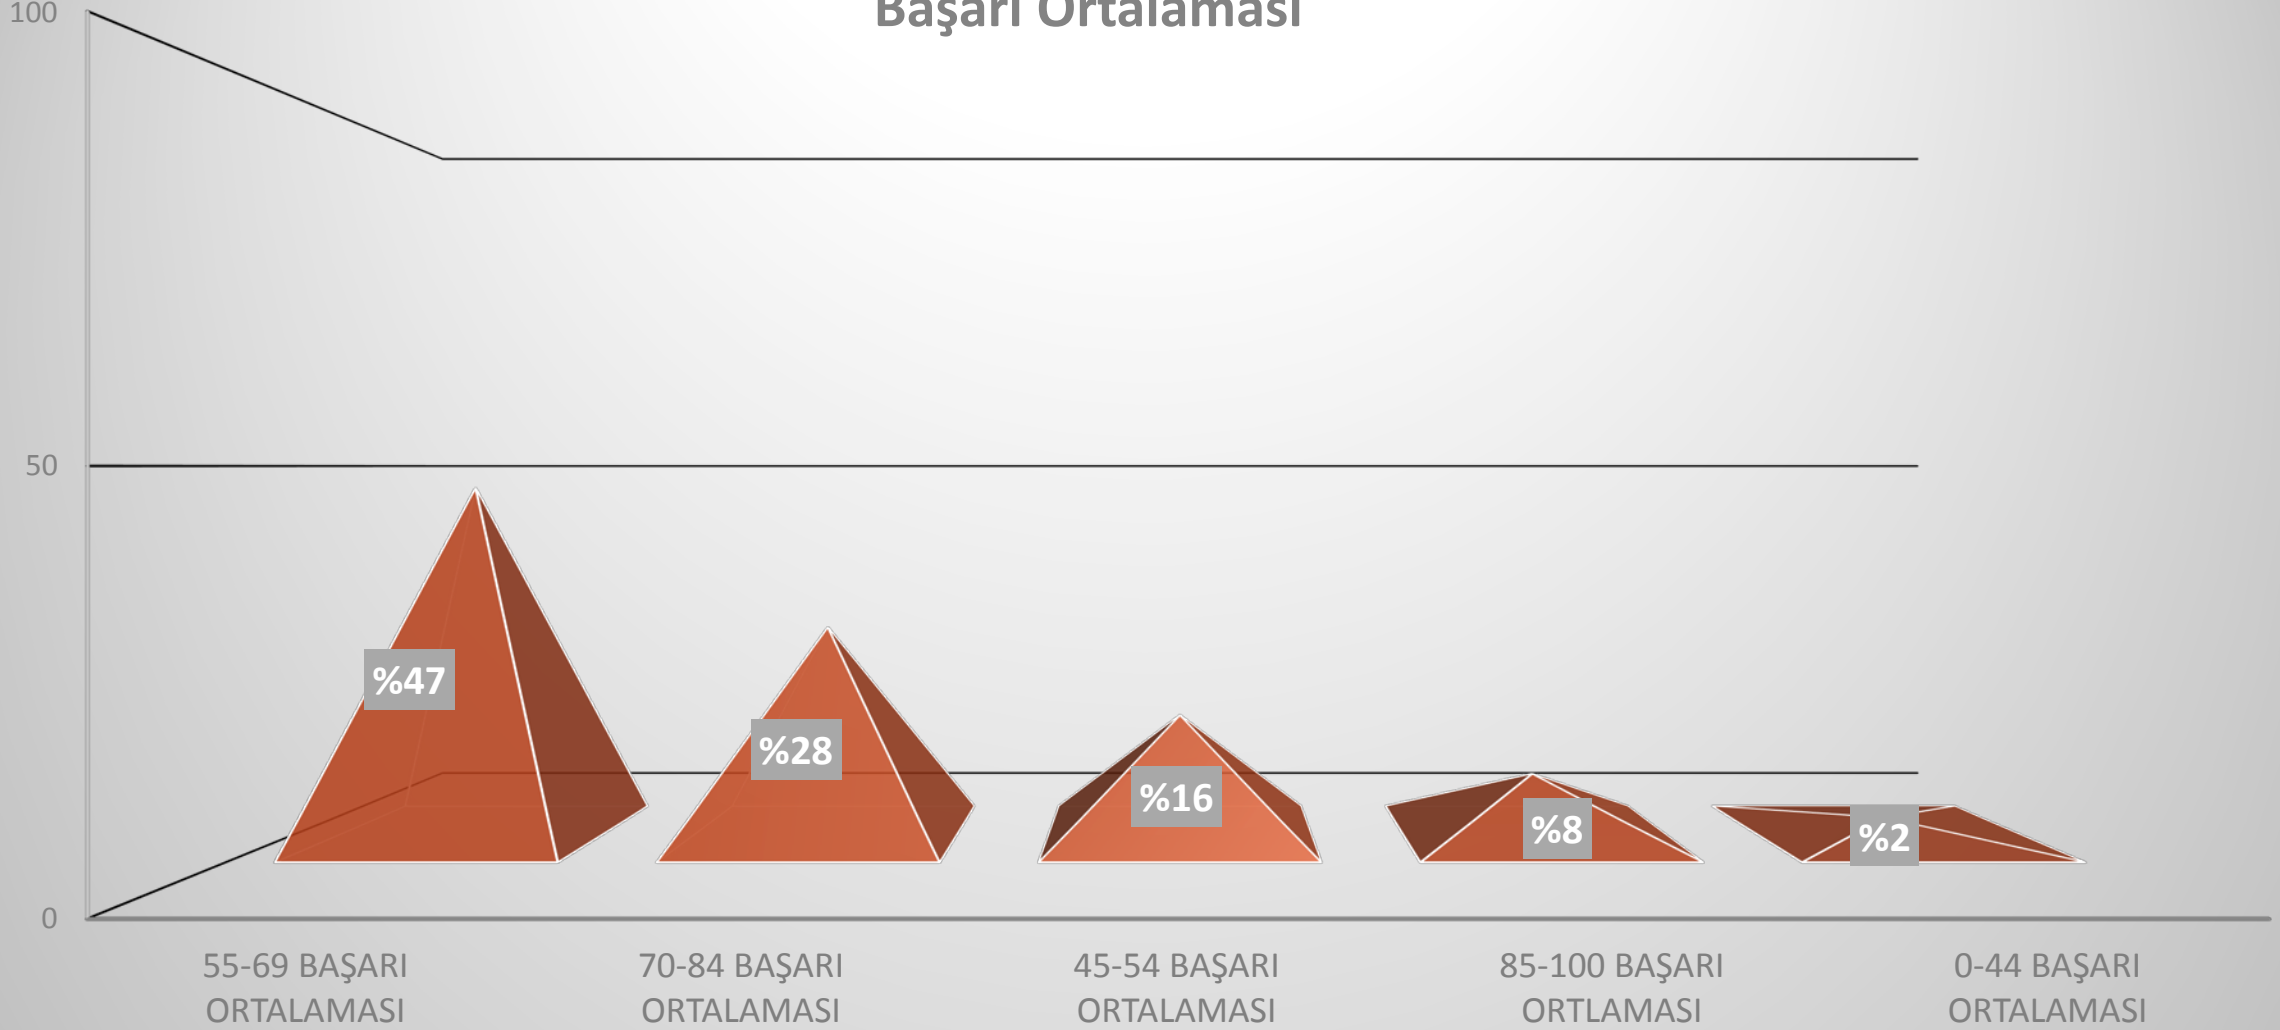 Başarı Ortalaması
100
50
0
%47
%28
%16
%8
%2
55-69 BAŞARI
ORTALAMASI
70-84 BAŞARI
ORTALAMASI
45-54 BAŞARI
ORTALAMASI
85-100 BAŞARI
ORTLAMASI
0-44 BAŞARI
ORTALAMASI